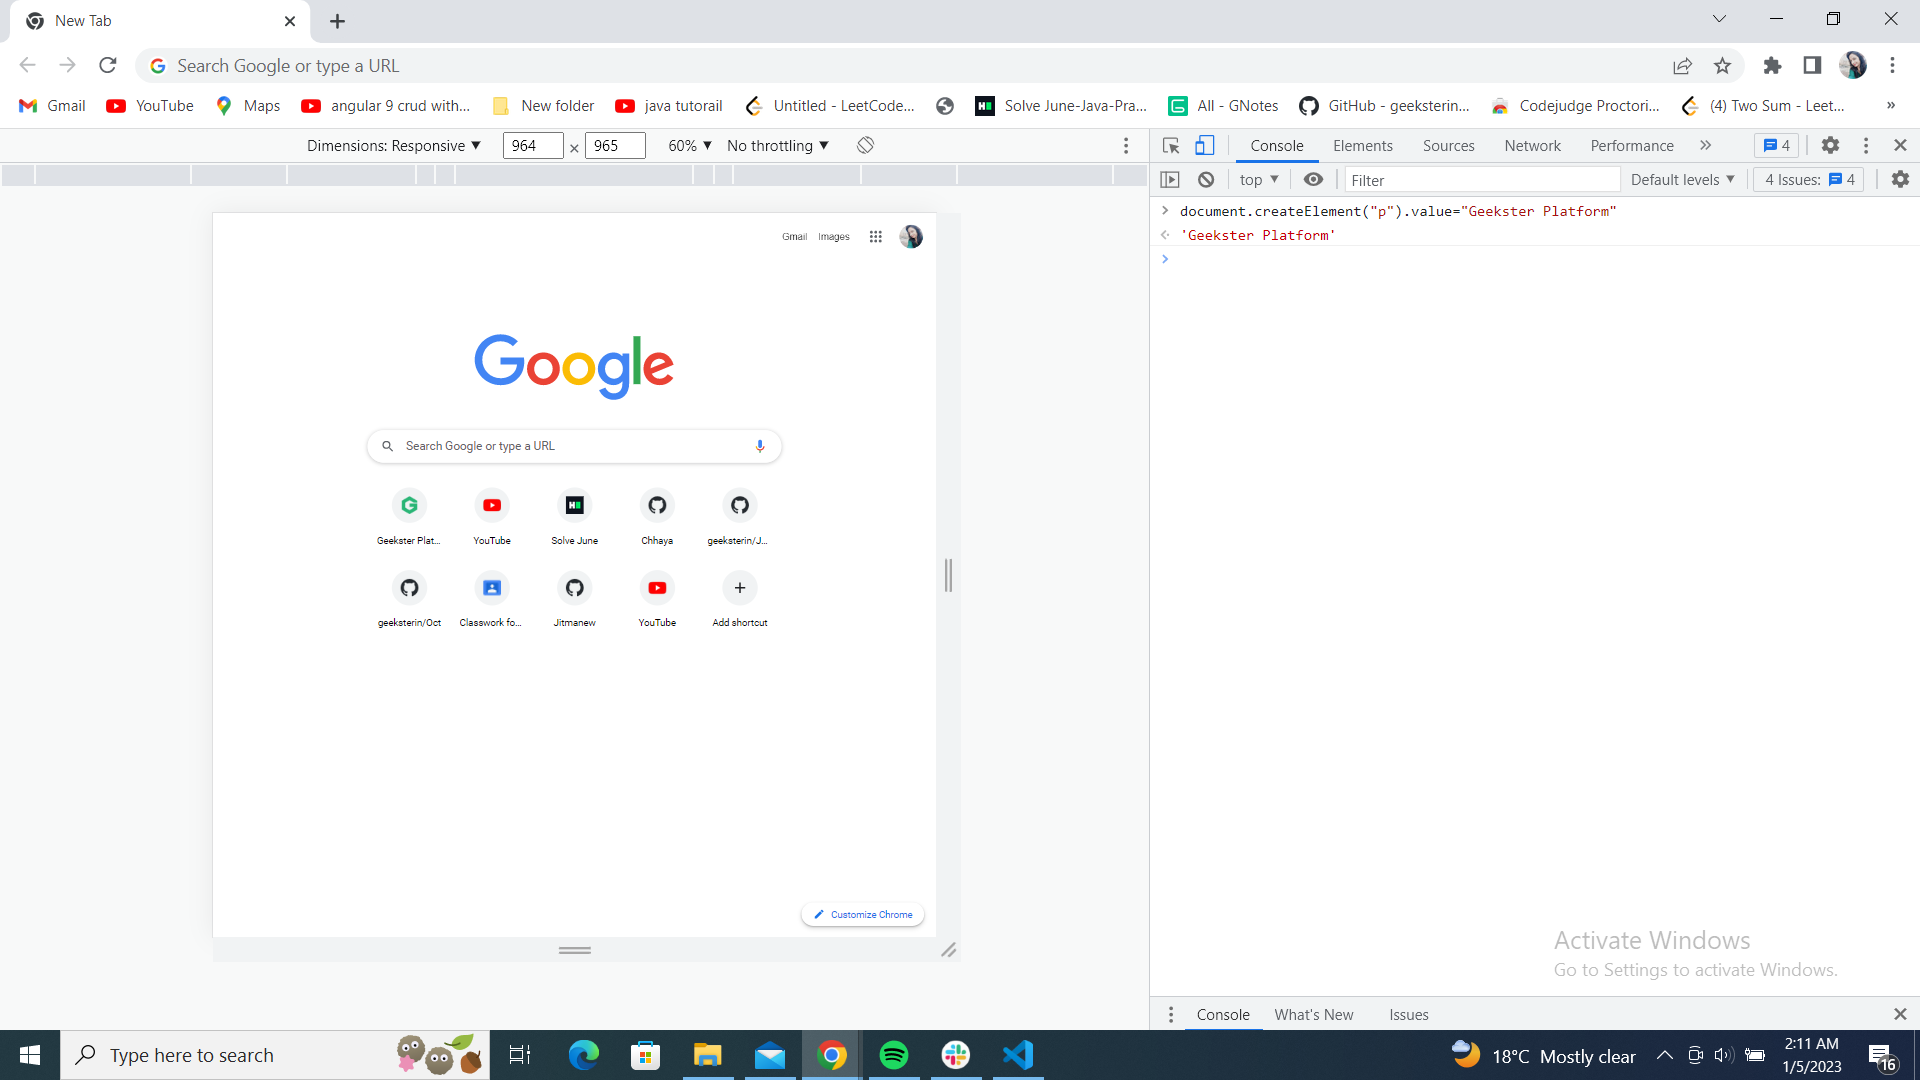 New Tab
Search Google or type a URL
Gmail YouTube Maps angular 9 crud with... New folder java tutorail Untitled - LeetCode... Solve June-Java-Pra... All - GNotes GitHub - geeksterin... Codejudge Proctori... (4) Two Sum - Leet... »
Dimensions: Responsive 964 × 965 60% No throttling
Console Elements Sources Network Performance » 4
top Filter Default levels 4 Issues: 4
document.createElement("p").value="Geekster Platform"
'Geekster Platform'
Gmail Images
Google
Search Google or type a URL
Geekster Plat... YouTube Solve June Chhaya geeksterin/J...
geeksterin/Oct Classwork fo... Jitmanew YouTube Add shortcut
Customize Chrome
Activate Windows
Go to Settings to activate Windows.
Console What's New Issues
Type here to search
18°C Mostly clear
2:11 AM
1/5/2023
16